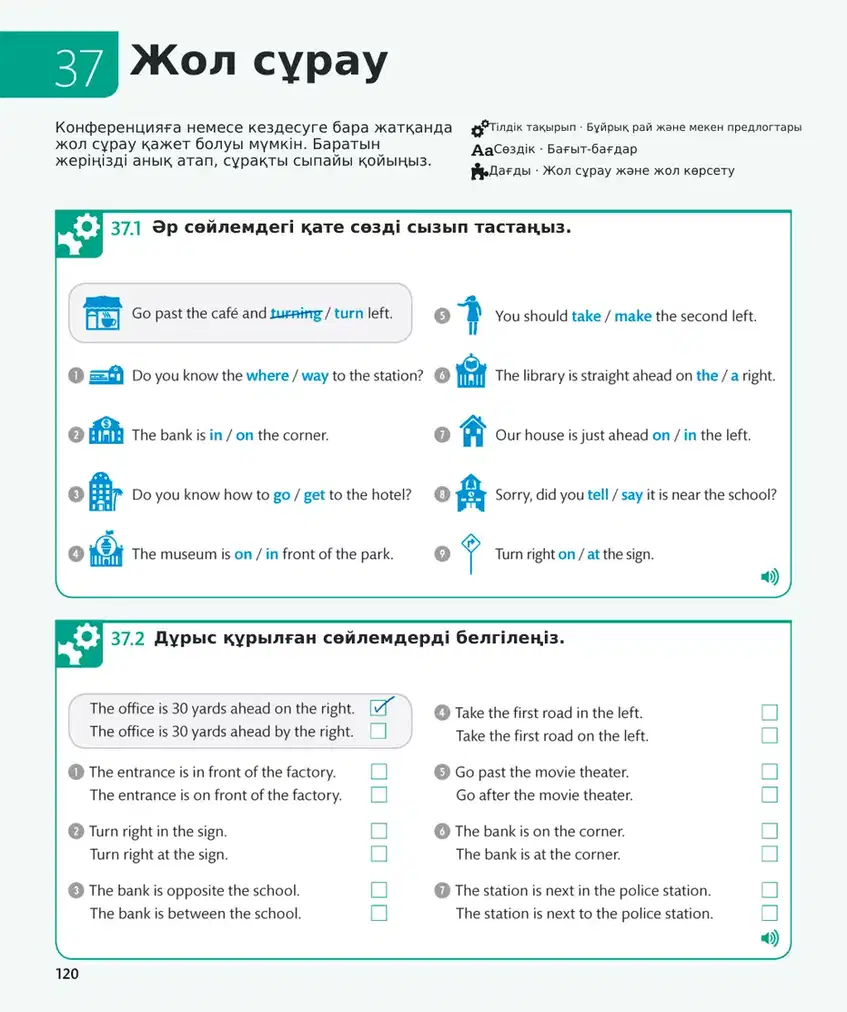 37
Жол сұрау
Конференцияға немесе кездесуге бара жатқанда
жол сұрау қажет болуы мүмкін. Баратын
жеріңізді анық атап, сұрақты сыпайы қойыңыз.
Тілдік тақырып · Бұйрық рай және мекен предлогтары
Aa Сөздік · Бағыт-бағдар
Дағды · Жол сұрау және жол көрсету
37.1 Әр сөйлемдегі қате сөзді сызып тастаңыз.
Go past the café and turning / turn left.
1 Do you know the where / way to the station?
2 The bank is in / on the corner.
3 Do you know how to go / get to the hotel?
4 The museum is on / in front of the park.
5 You should take / make the second left.
6 The library is straight ahead on the / a right.
7 Our house is just ahead on / in the left.
8 Sorry, did you tell / say it is near the school?
9 Turn right on / at the sign.
37.2 Дұрыс құрылған сөйлемдерді белгілеңіз.
The office is 30 yards ahead on the right.
The office is 30 yards ahead by the right.
1 The entrance is in front of the factory.
The entrance is on front of the factory.
2 Turn right in the sign.
Turn right at the sign.
3 The bank is opposite the school.
The bank is between the school.
4 Take the first road in the left.
Take the first road on the left.
5 Go past the movie theater.
Go after the movie theater.
6 The bank is on the corner.
The bank is at the corner.
7 The station is next in the police station.
The station is next to the police station.
120